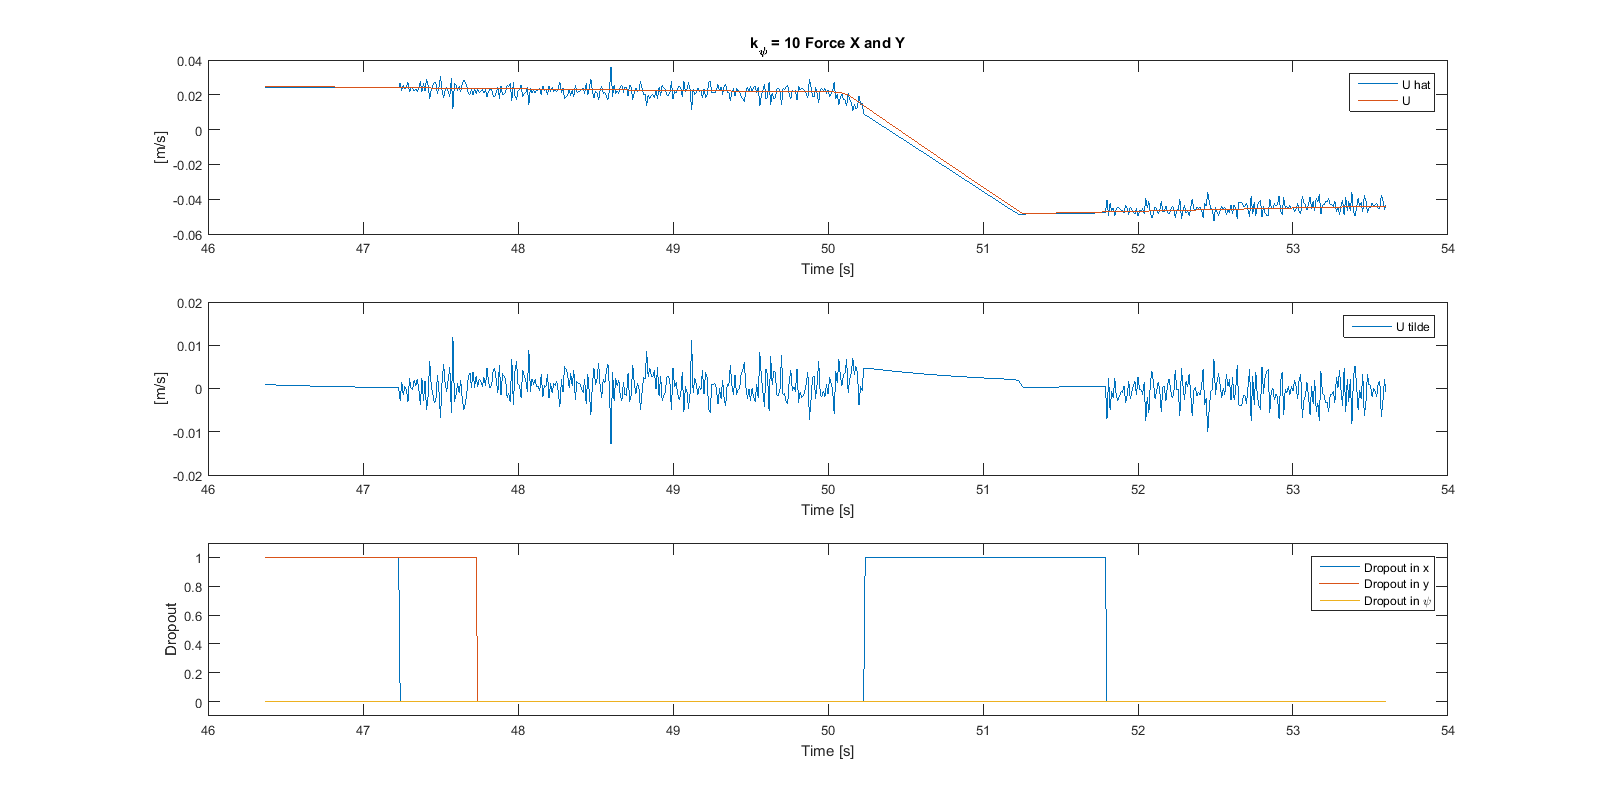 k_ψ = 10 Force X and Y
0.04
0.02
0
-0.02
-0.04
-0.06
[m/s]
U hat
U
46 47 48 49 50 51 52 53 54
Time [s]
0.02
0.01
0
-0.01
-0.02
[m/s]
U tilde
46 47 48 49 50 51 52 53 54
Time [s]
1
0.8
0.6
0.4
0.2
0
Dropout
Dropout in x
Dropout in y
Dropout in ψ
46 47 48 49 50 51 52 53 54
Time [s]